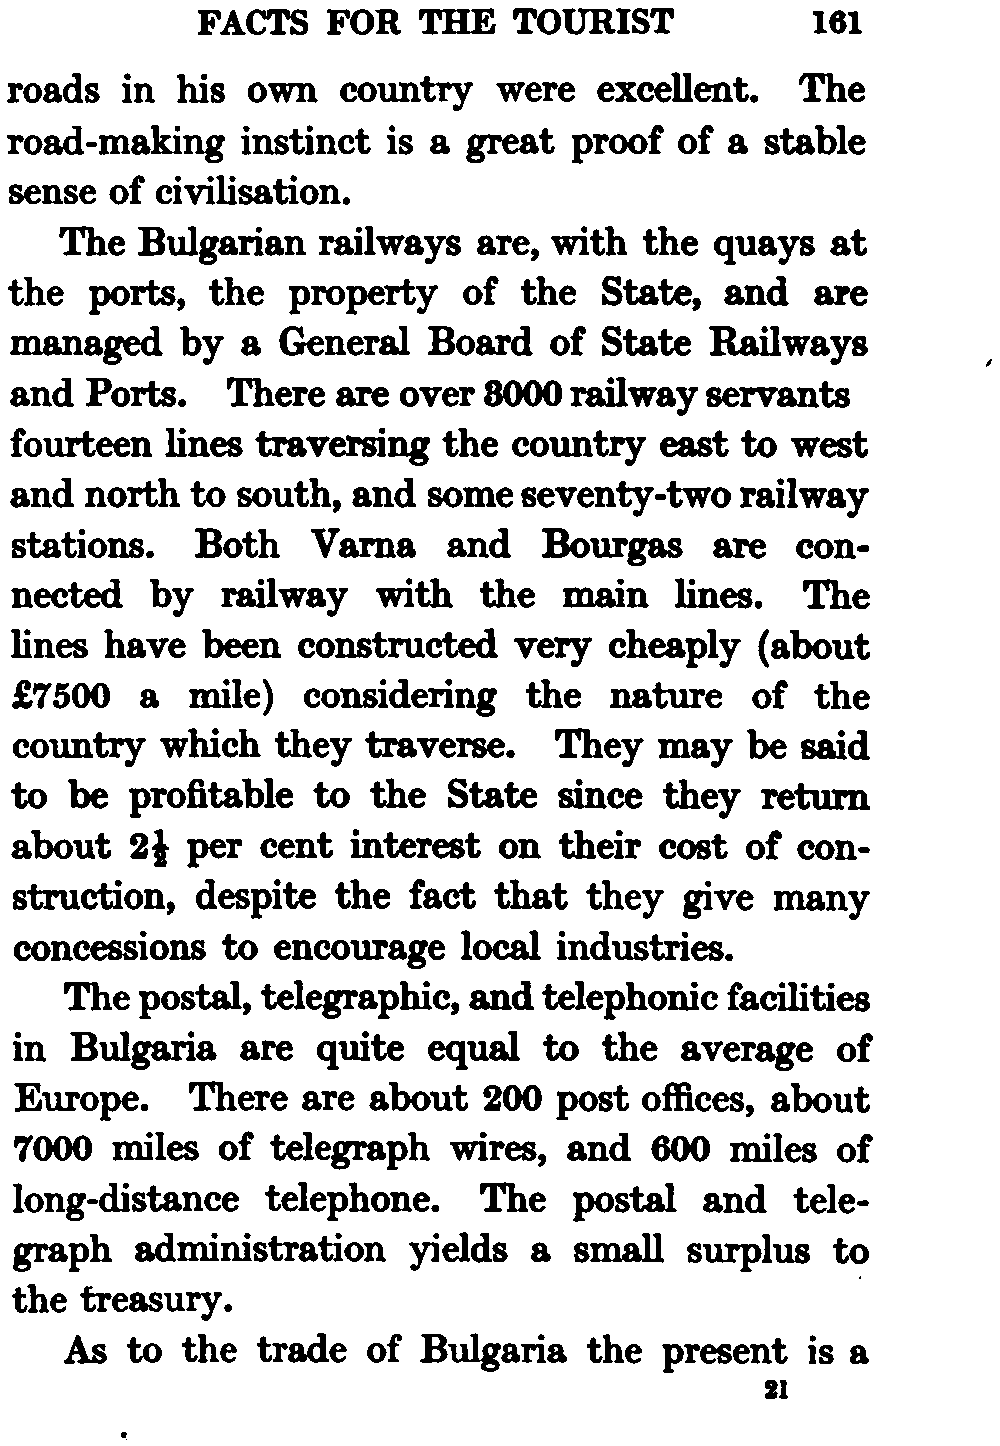 FACTS FOR THE TOURIST 161
roads in his own country were excellent. The
road-making instinct is a great proof of a stable
sense of civilisation.
The Bulgarian railways are, with the quays at
the ports, the property of the State, and are
managed by a General Board of State Railways
and Ports. There are over 3000 railway servants
fourteen lines traversing the country east to west
and north to south, and some seventy-two railway
stations. Both Varna and Bourgas are con-
nected by railway with the main lines. The
lines have been constructed very cheaply (about
£7500 a mile) considering the nature of the
country which they traverse. They may be said
to be profitable to the State since they return
about 2½ per cent interest on their cost of con-
struction, despite the fact that they give many
concessions to encourage local industries.
The postal, telegraphic, and telephonic facilities
in Bulgaria are quite equal to the average of
Europe. There are about 200 post offices, about
7000 miles of telegraph wires, and 600 miles of
long-distance telephone. The postal and tele-
graph administration yields a small surplus to
the treasury.
As to the trade of Bulgaria the present is a
21